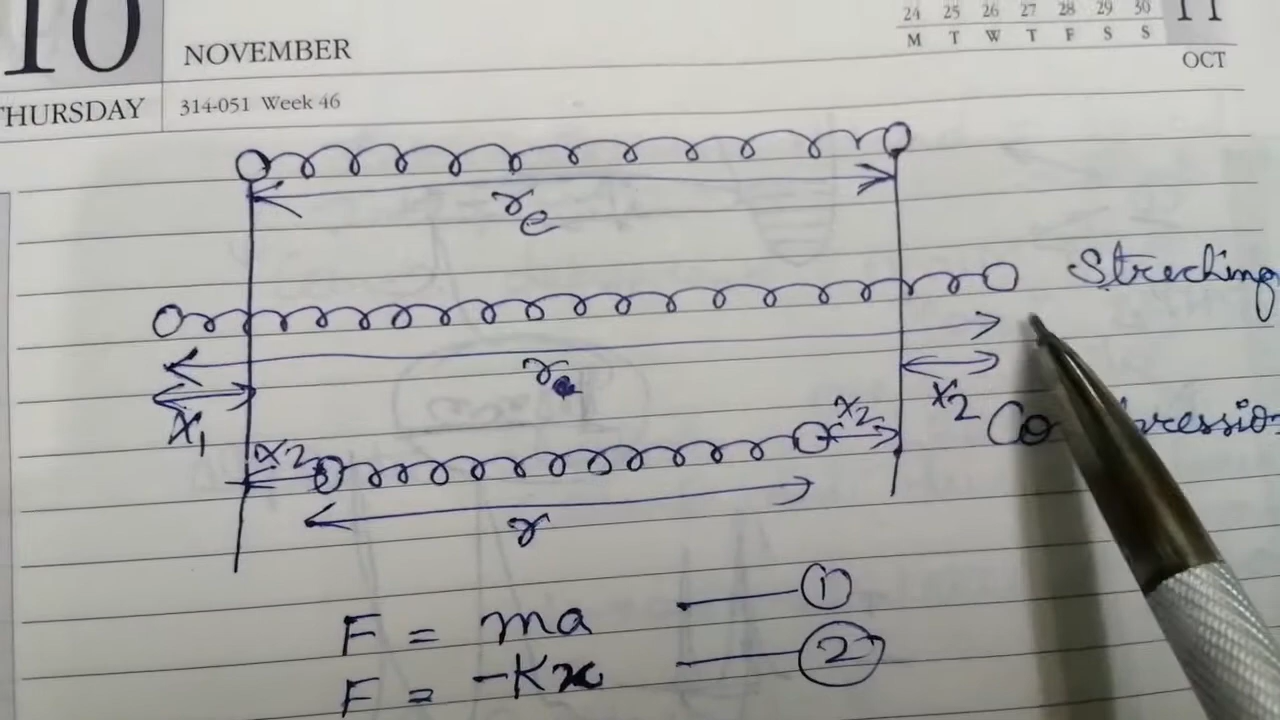 10
NOVEMBER
24 25 26 27 28 29 30
M T W T F S S
11
OCT
THURSDAY
314-051 Week 46
re
Streching
r
x1
x2
x2
x2
r
F = ma —— 1
F = -Kx —— 2